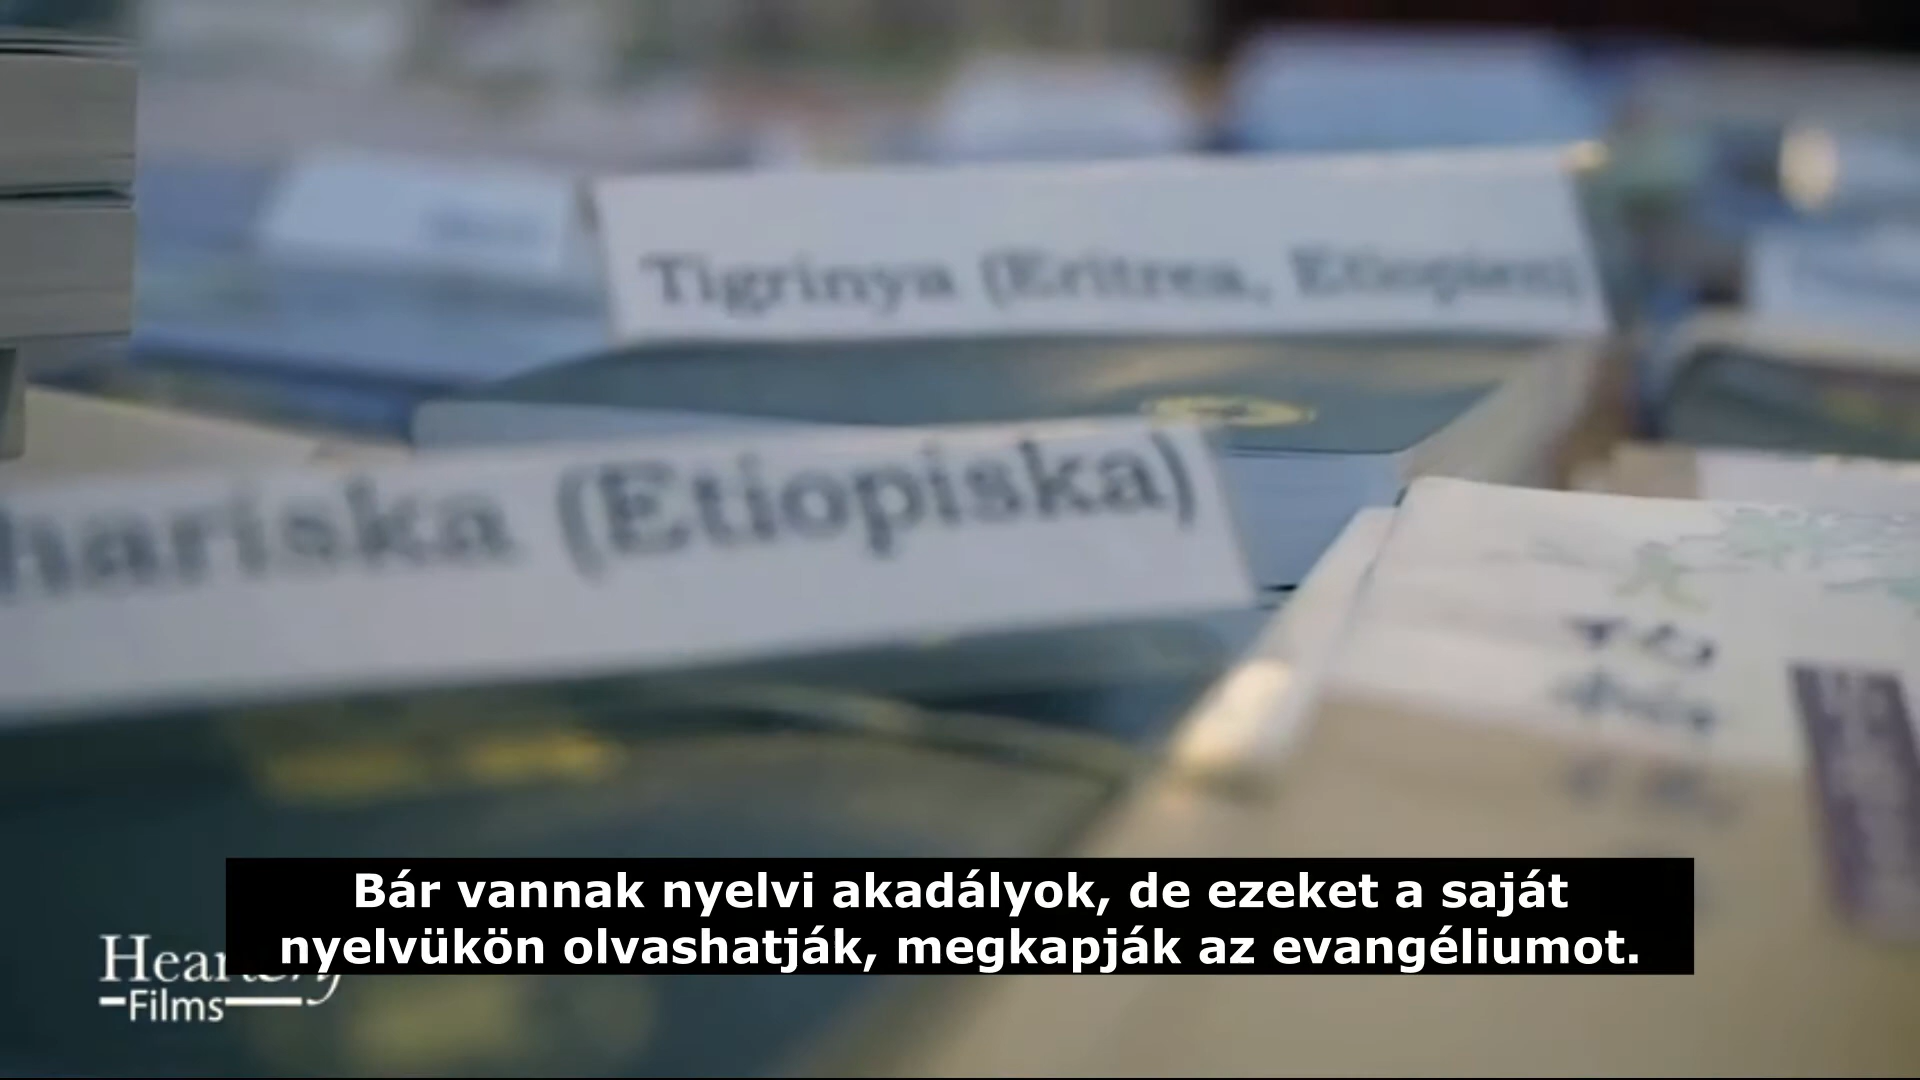 Tigrinya (Eritrea, Etiopien)
hariska (Etiopiska)
Bár vannak nyelvi akadályok, de ezeket a saját
nyelvükön olvashatják, megkapják az evangéliumot.
Films